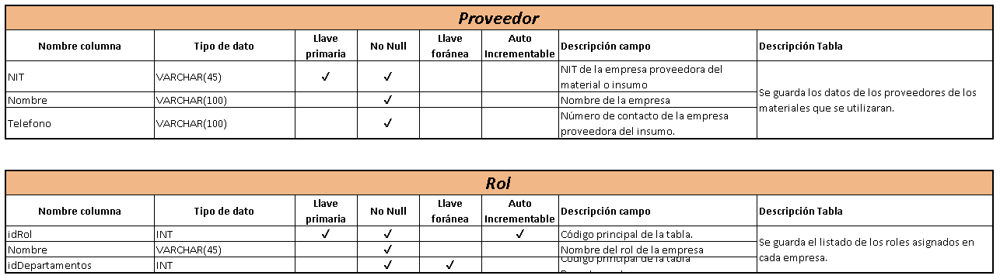 Proveedor
Nombre columna Tipo de dato Llave primaria No Null Llave foránea Auto Incrementable Descripción campo Descripción Tabla
NIT VARCHAR(45) ✓ ✓ NIT de la empresa proveedora del material o insumo Se guarda los datos de los proveedores de los materiales que se utilizaran.
Nombre VARCHAR(100) ✓ Nombre de la empresa
Telefono VARCHAR(100) ✓ Número de contacto de la empresa proveedora del insumo.
Rol
Nombre columna Tipo de dato Llave primaria No Null Llave foránea Auto Incrementable Descripción campo Descripción Tabla
idRol INT ✓ ✓ ✓ Código principal de la tabla. Se guarda el listado de los roles asignados en cada empresa.
Nombre VARCHAR(45) ✓ Nombre del rol de la empresa
idDepartamentos INT ✓ ✓ Código principal de la tabla